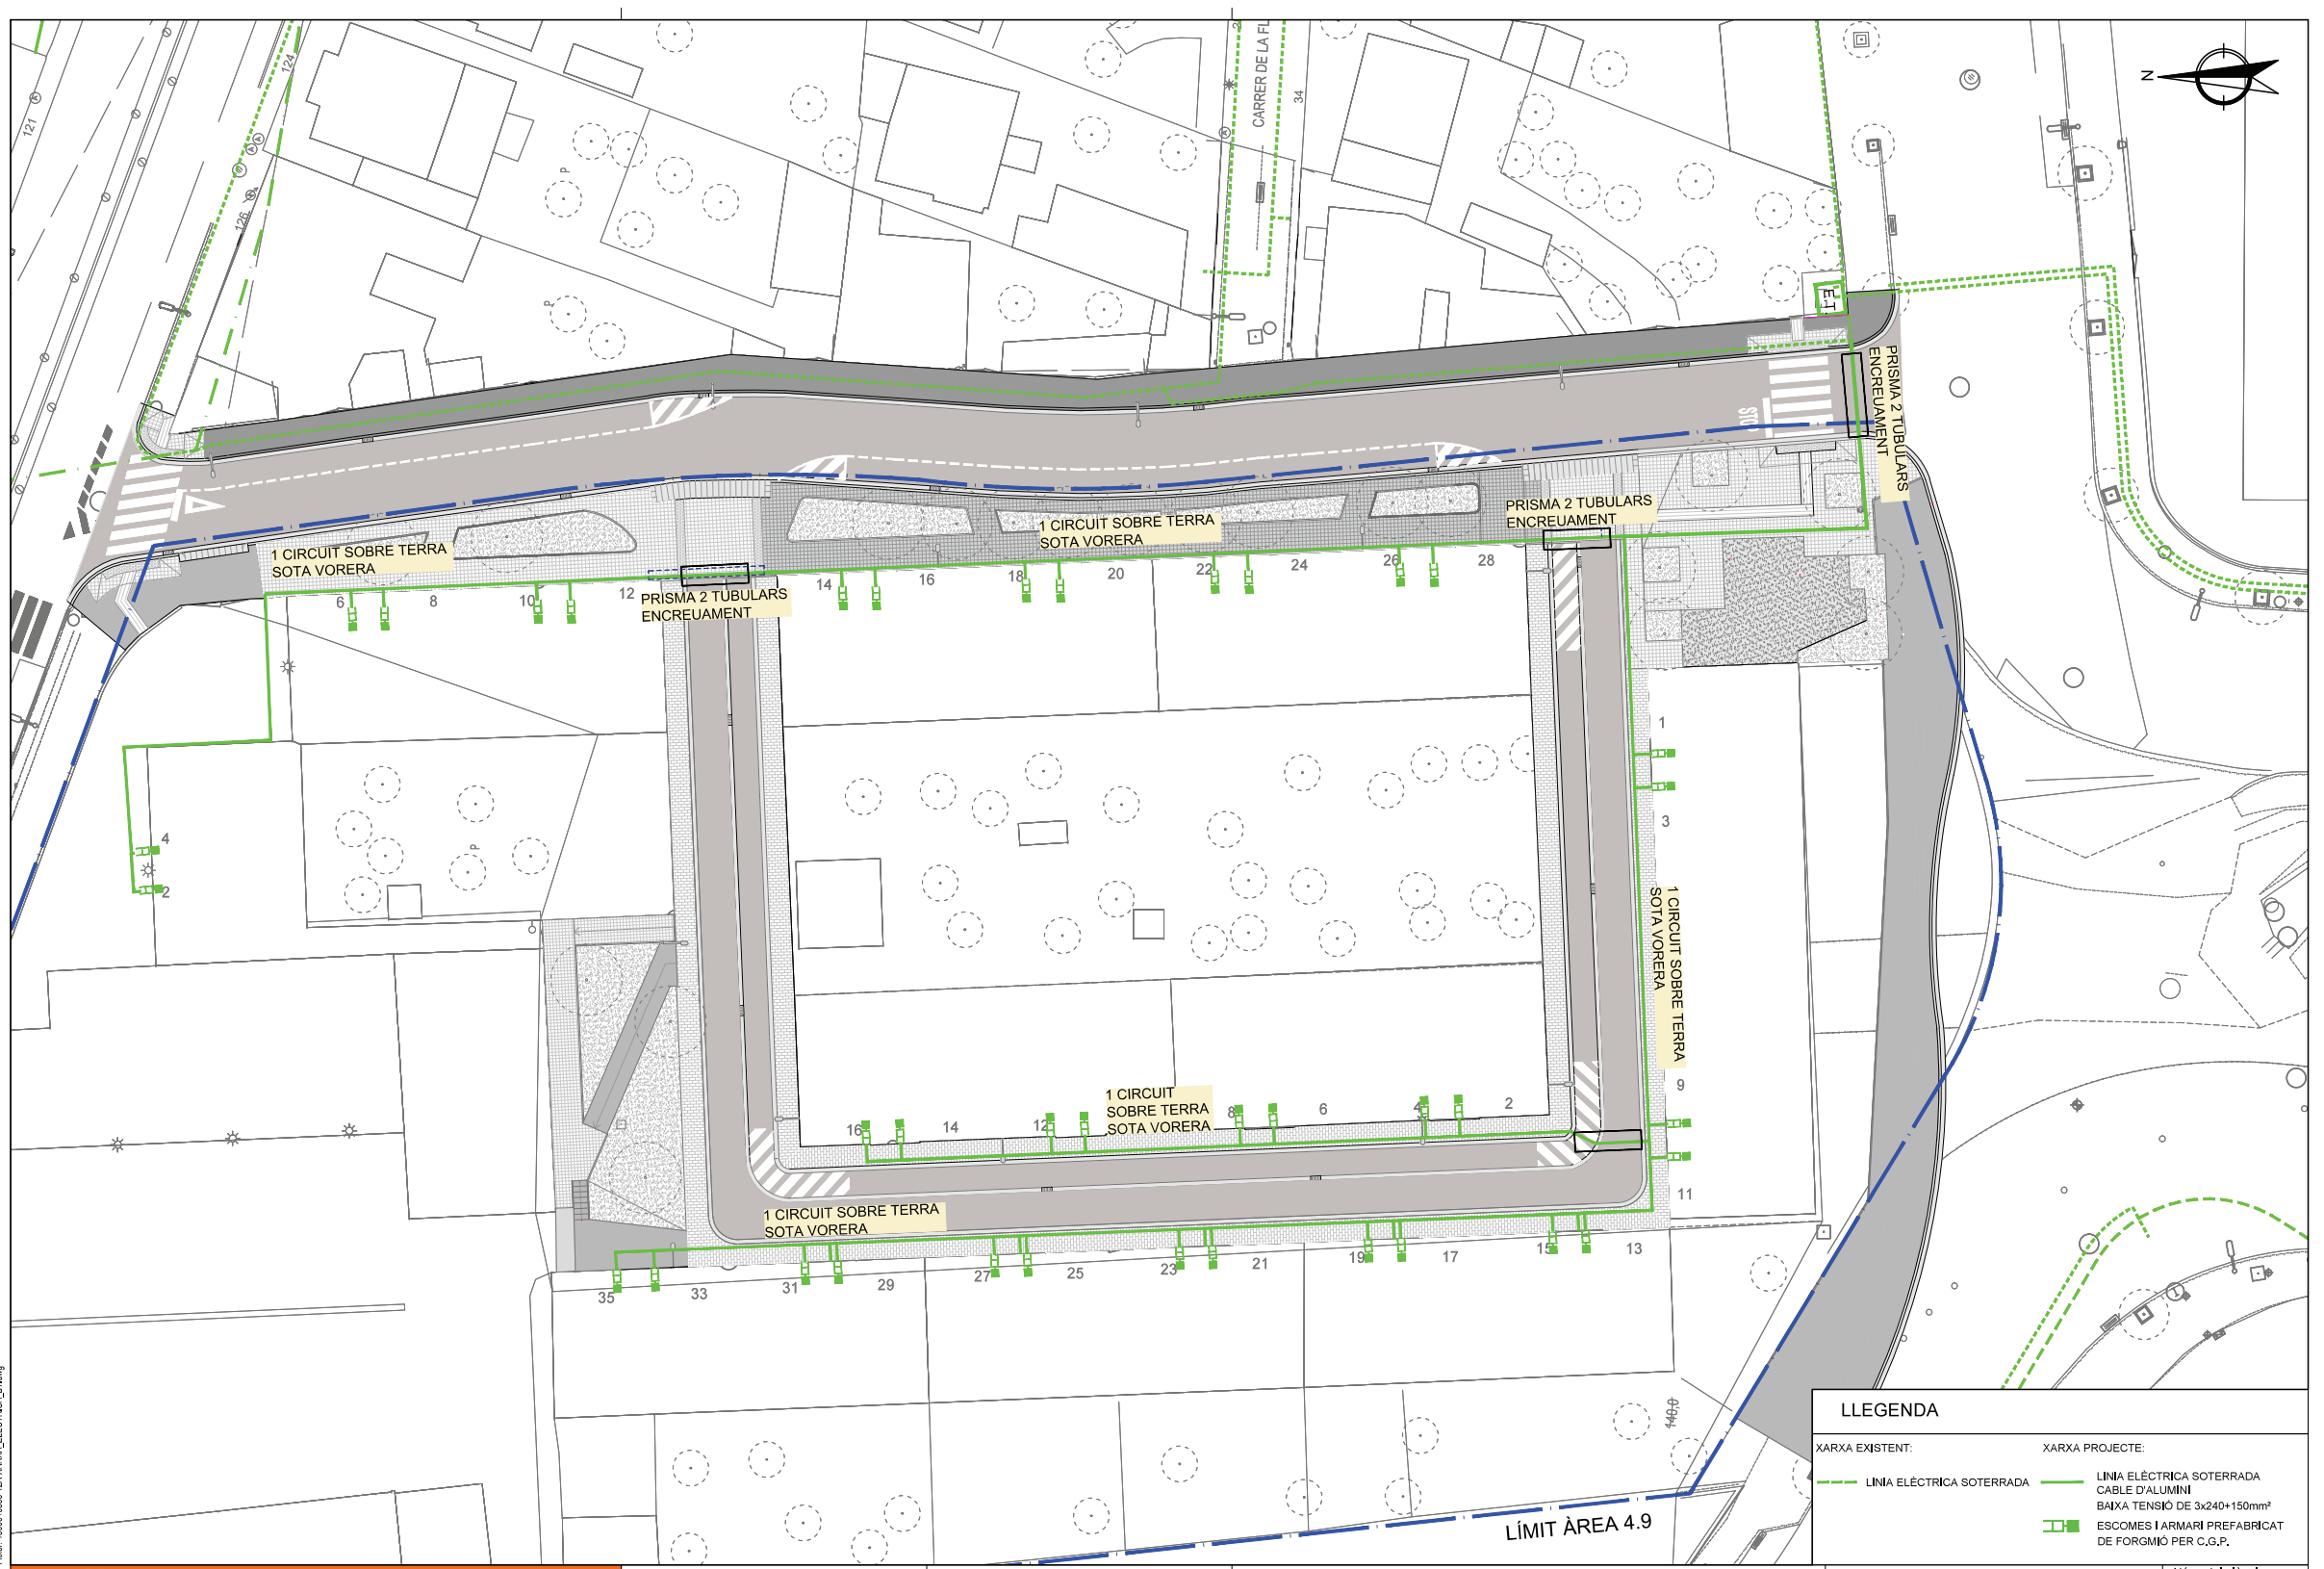 121
124
126
CARRER DE LA FL
34
N
E.T.
P
P
P
STOP
PRISMA 2 TUBULARS
ENCREUAMENT
1 CIRCUIT SOBRE TERRA
SOTA VORERA
1 CIRCUIT SOBRE TERRA
SOTA VORERA
PRISMA 2 TUBULARS
ENCREUAMENT
PRISMA 2 TUBULARS
ENCREUAMENT
6
8
10
12
14
16
18
20
22
24
26
28
1
3
4
2
1 CIRCUIT SOBRE TERRA
SOTA VORERA
9
11
1 CIRCUIT
SOBRE TERRA
SOTA VORERA
16
14
12
8
6
4
2
1 CIRCUIT SOBRE TERRA
SOTA VORERA
35
33
31
29
27
25
23
21
19
17
15
13
P
140,0
LÍMIT ÀREA 4.9
LLEGENDA
XARXA EXISTENT:
XARXA PROJECTE:
LÍNIA ELÈCTRICA SOTERRADA
LINIA ELÈCTRICA SOTERRADA
CABLE D'ALUMÍNI
BAIXA TENSIÓ DE 3x240+150mm²
ESCOMES I ARMARI PREFABRICAT
DE FORGMIÓ PER C.G.P.